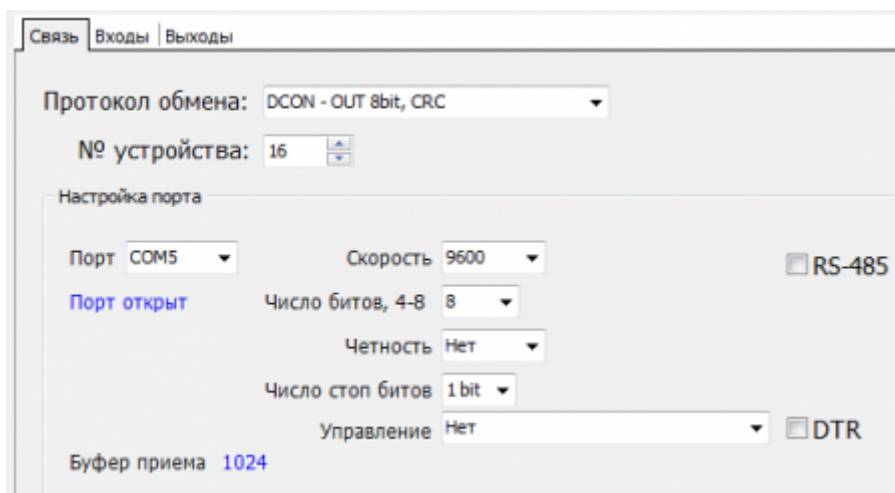 Связь Входы Выходы
Протокол обмена: DCON - OUT 8bit, CRC
№ устройства: 16
Настройка порта
Порт COM5 Скорость 9600 RS-485
Порт открыт Число битов, 4-8 8
Четность Нет
Число стоп битов 1 bit
Управление Нет DTR
Буфер приема 1024